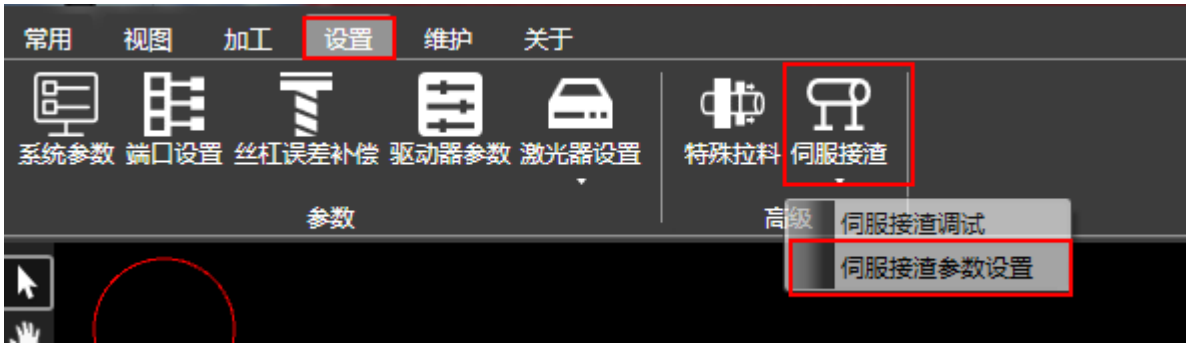 常用 视图 加工 设置 维护 关于
系统参数 端口设置 丝杠误差补偿 驱动器参数 激光器设置 特殊拉料 伺服接渣
参数 高级
伺服接渣调试
伺服接渣参数设置